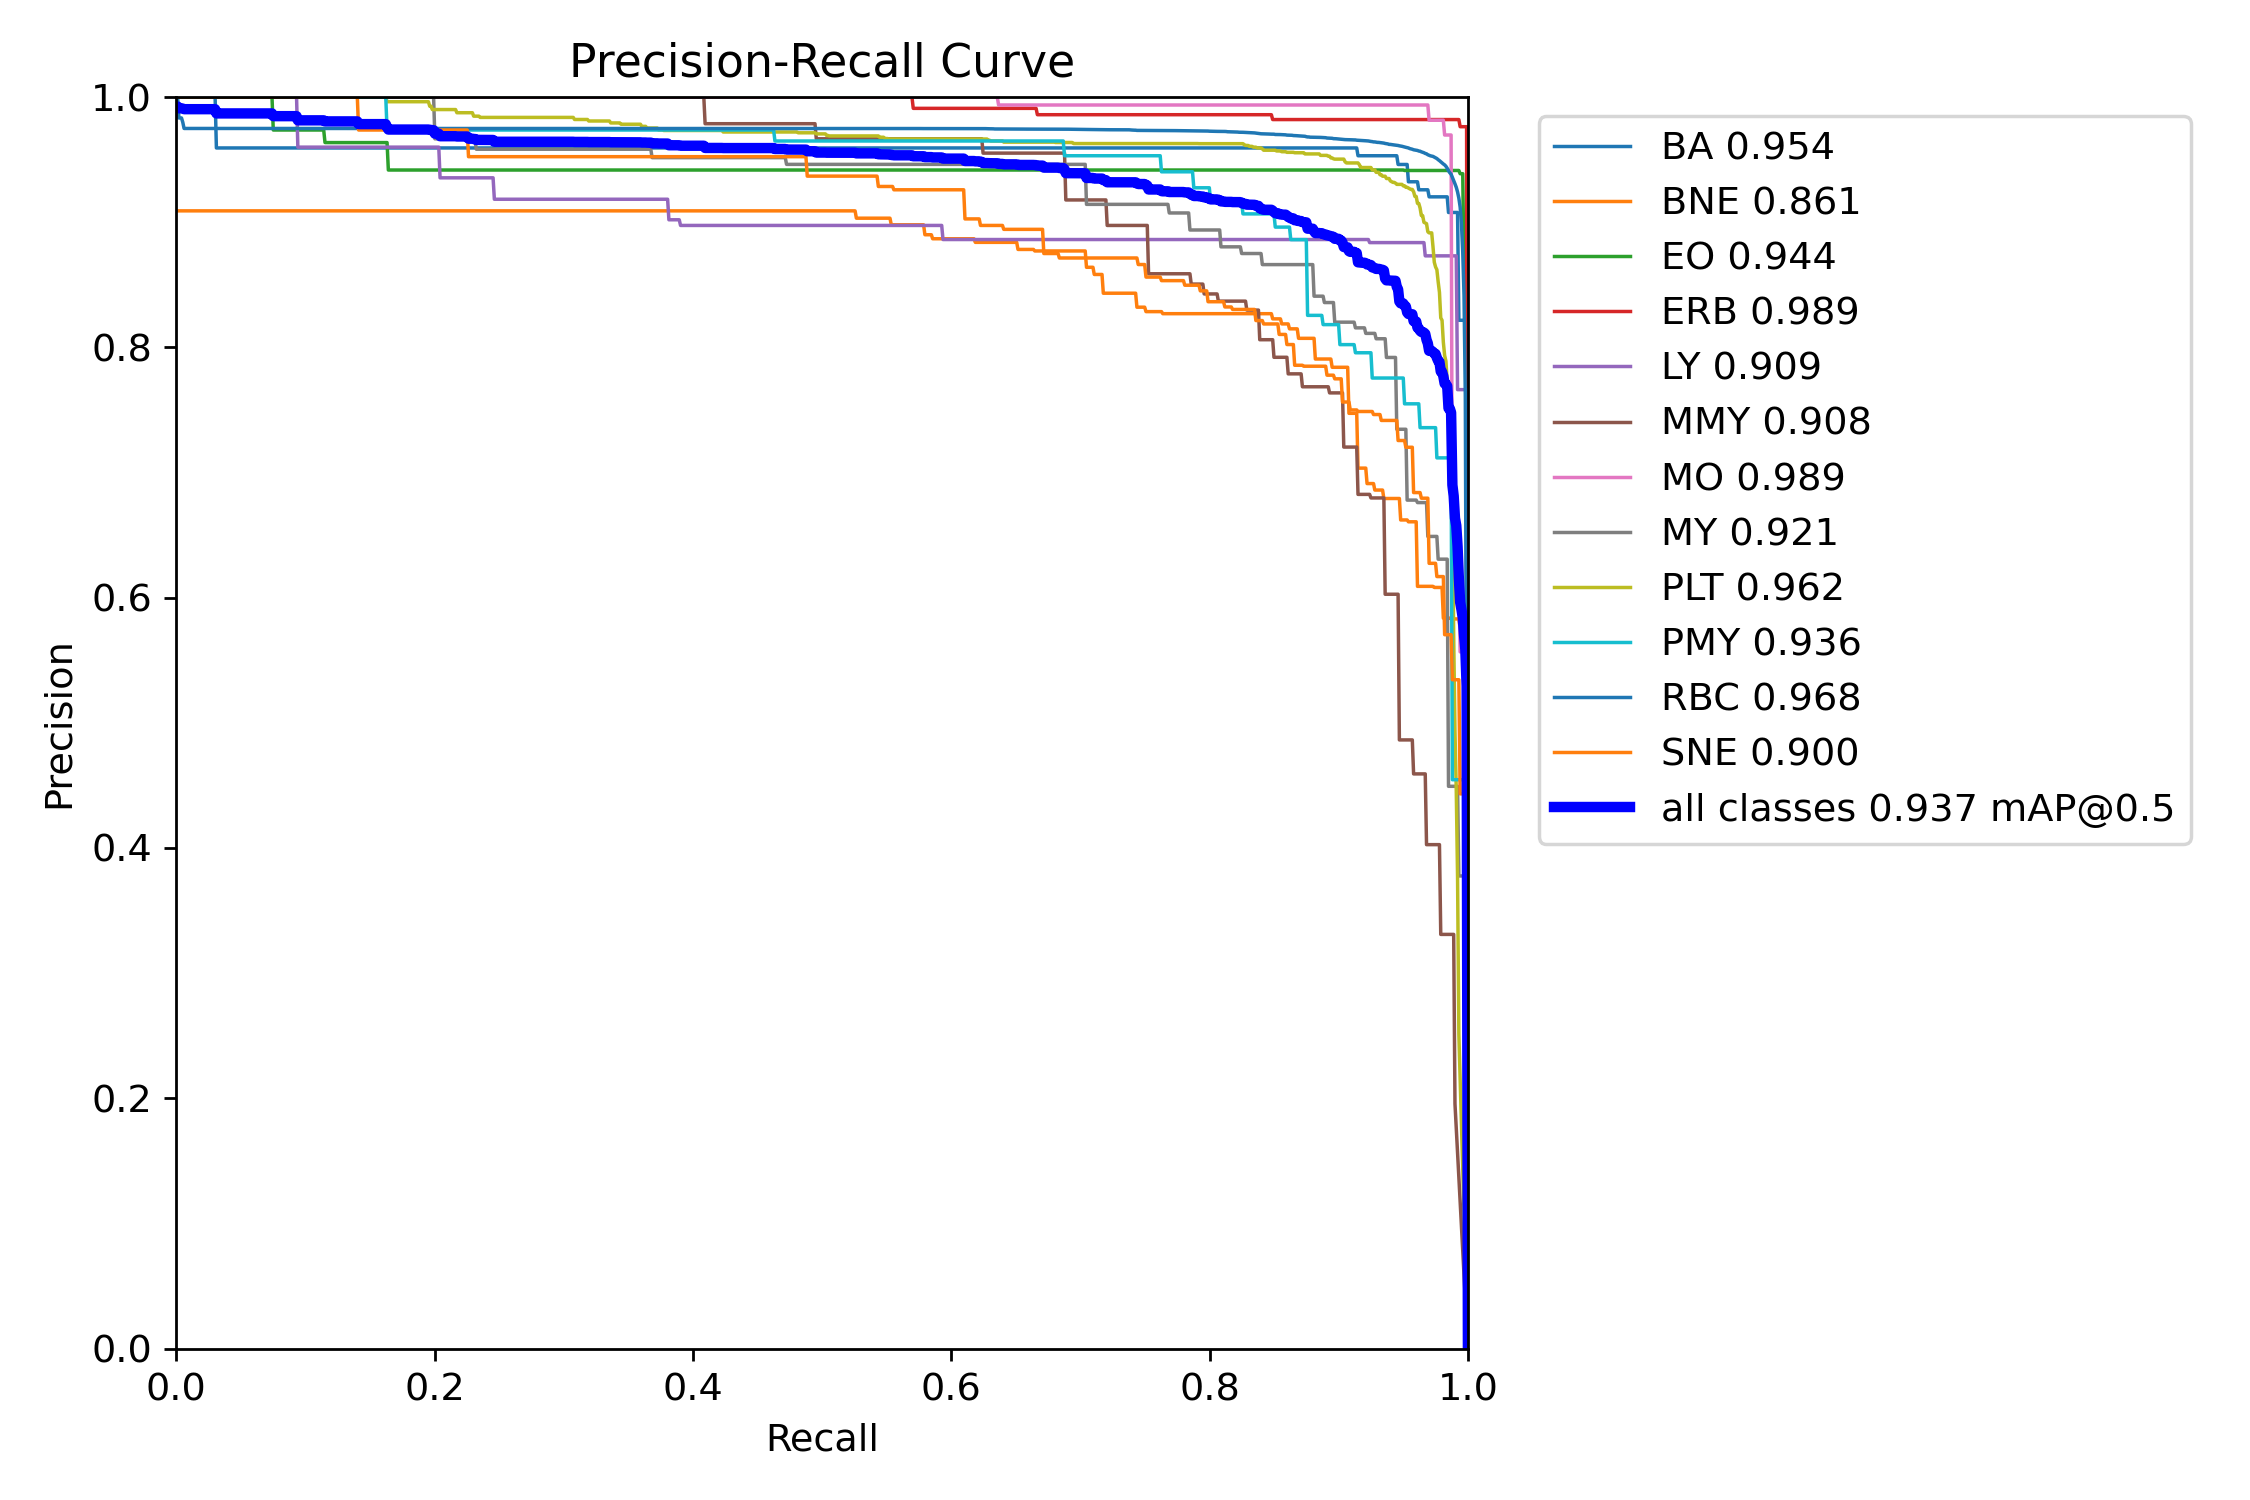 Precision-Recall Curve
1.0
0.8
0.6
0.4
0.2
0.0
Precision
0.0 0.2 0.4 0.6 0.8 1.0
Recall
BA 0.954
BNE 0.861
EO 0.944
ERB 0.989
LY 0.909
MMY 0.908
MO 0.989
MY 0.921
PLT 0.962
PMY 0.936
RBC 0.968
SNE 0.900
all classes 0.937 mAP@0.5